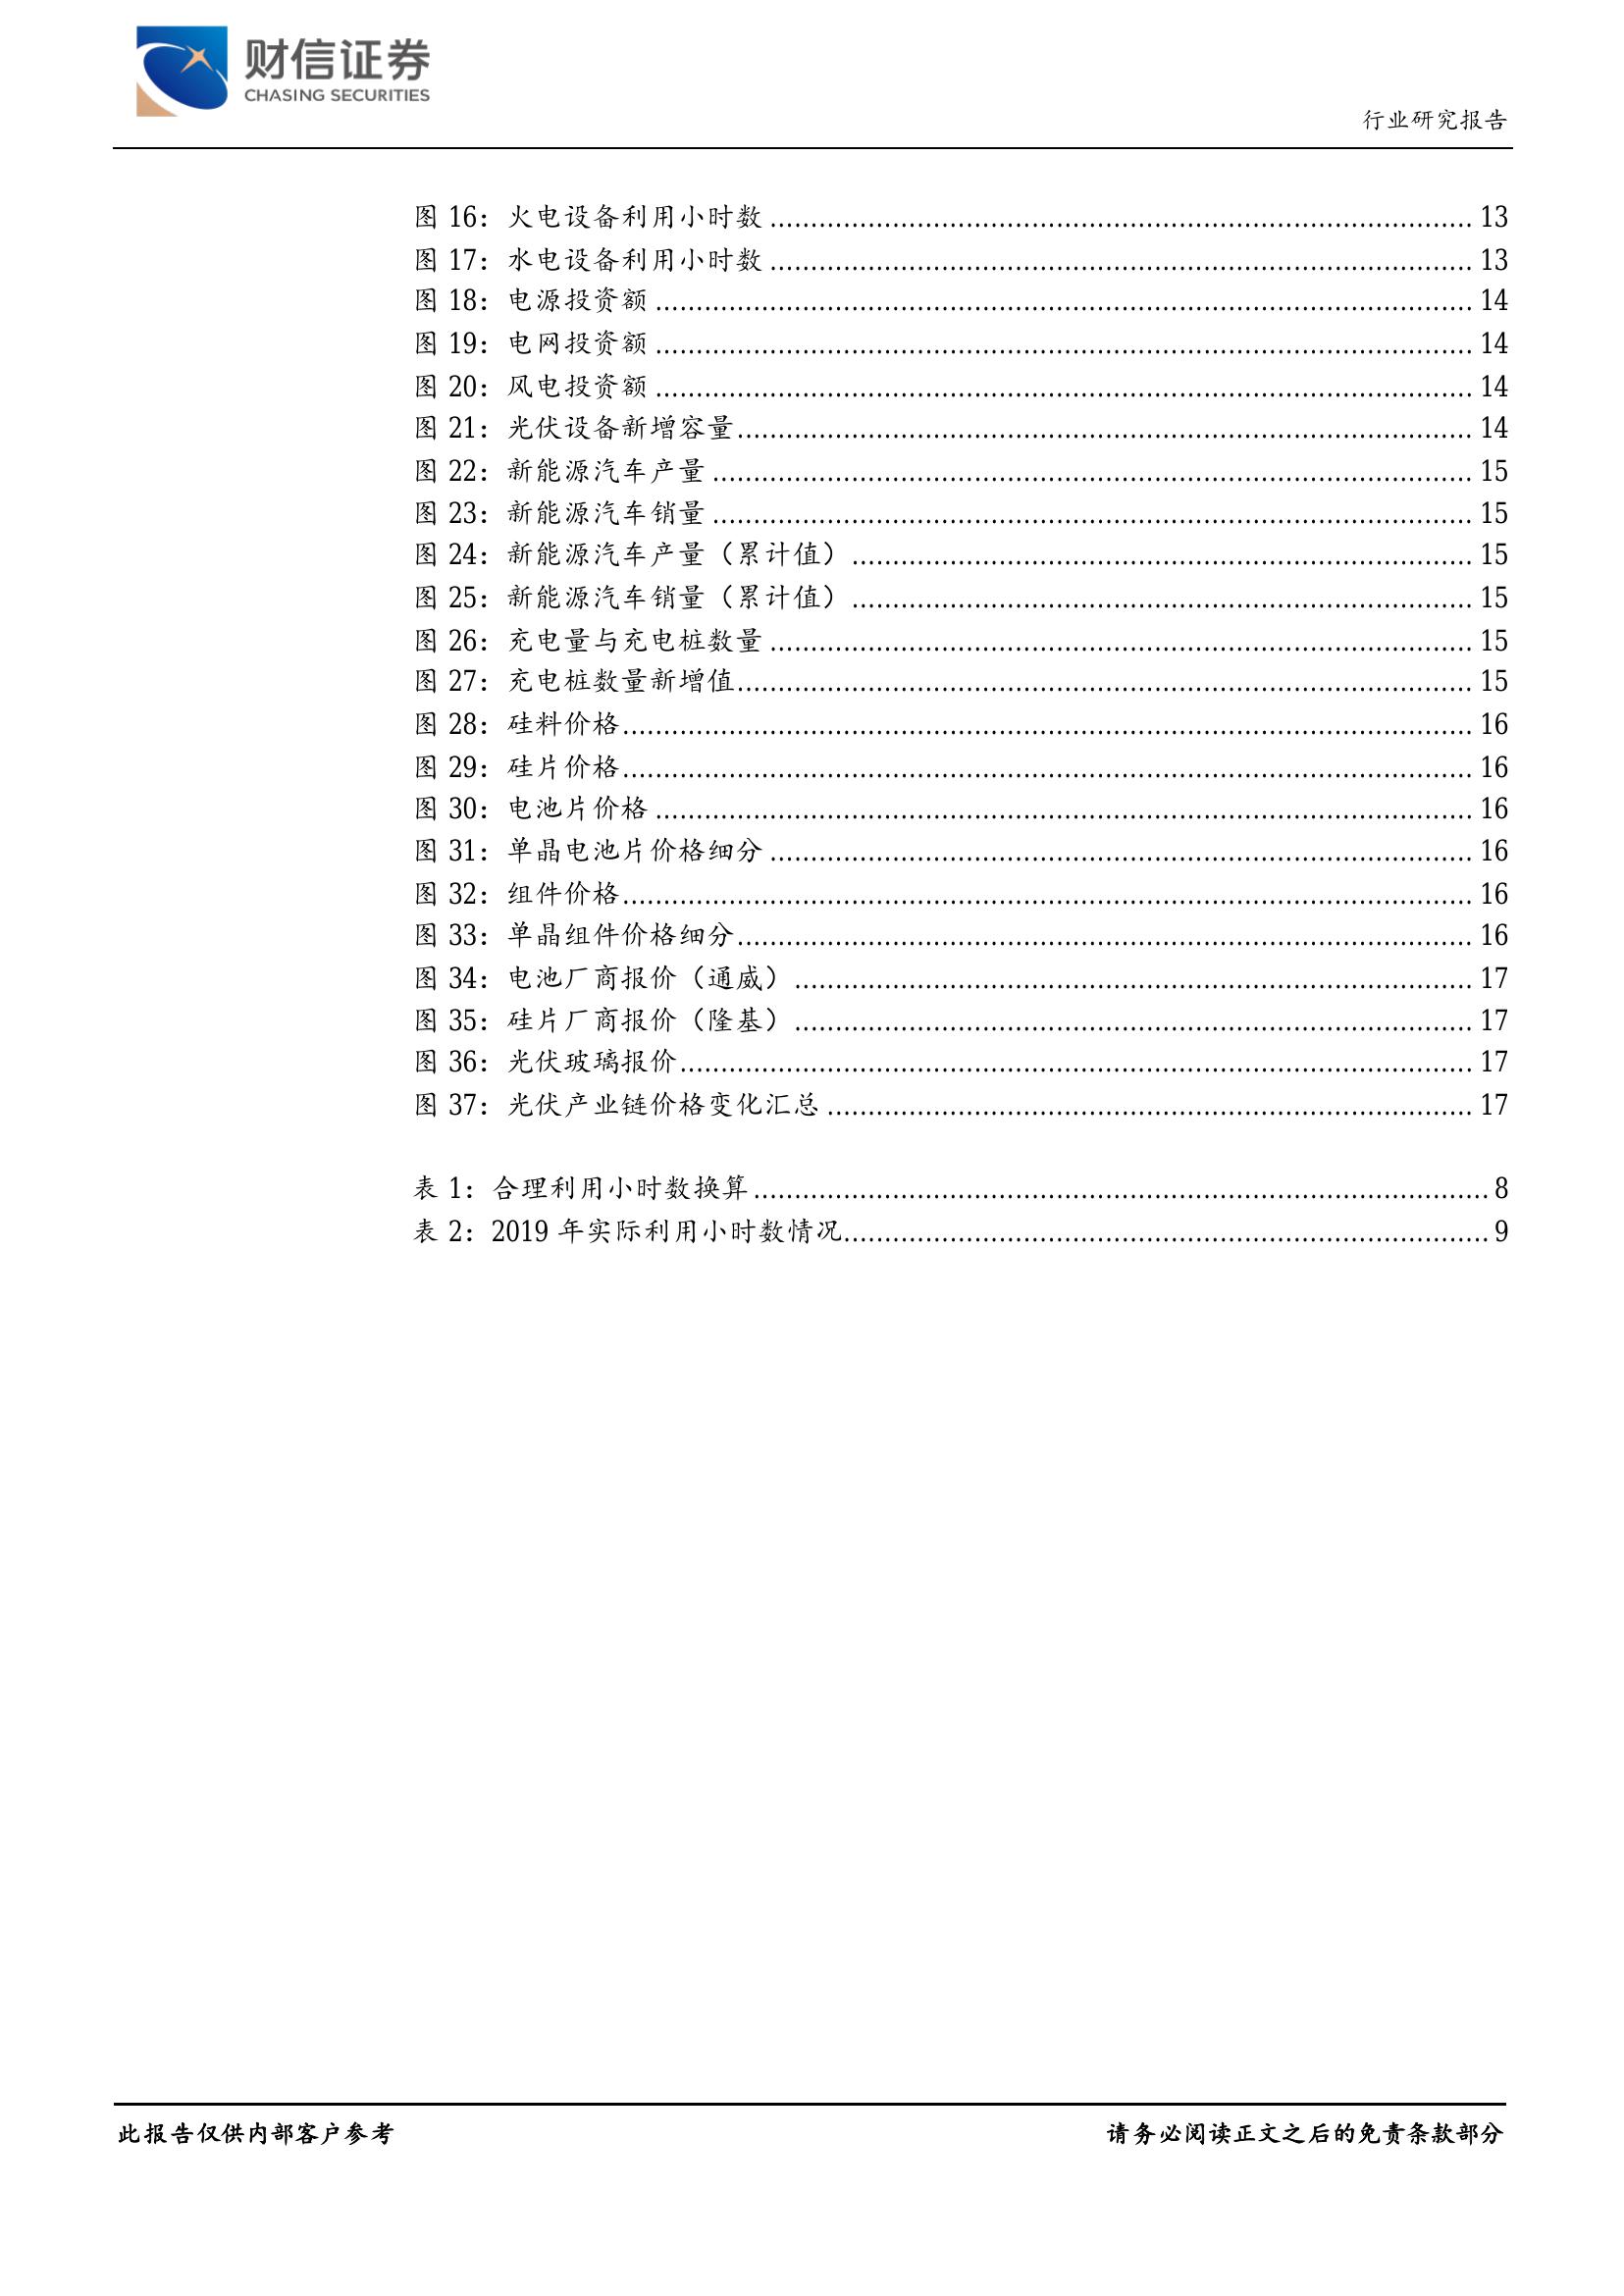 财信证券
CHASING SECURITIES
行业研究报告
图 16：火电设备利用小时数 ........ 13
图 17：水电设备利用小时数 ........ 13
图 18：电源投资额 ........ 14
图 19：电网投资额 ........ 14
图 20：风电投资额 ........ 14
图 21：光伏设备新增容量 ........ 14
图 22：新能源汽车产量 ........ 15
图 23：新能源汽车销量 ........ 15
图 24：新能源汽车产量（累计值） ........ 15
图 25：新能源汽车销量（累计值） ........ 15
图 26：充电量与充电桩数量 ........ 15
图 27：充电桩数量新增值 ........ 15
图 28：硅料价格 ........ 16
图 29：硅片价格 ........ 16
图 30：电池片价格 ........ 16
图 31：单晶电池片价格细分 ........ 16
图 32：组件价格 ........ 16
图 33：单晶组件价格细分 ........ 16
图 34：电池厂商报价（通威） ........ 17
图 35：硅片厂商报价（隆基） ........ 17
图 36：光伏玻璃报价 ........ 17
图 37：光伏产业链价格变化汇总 ........ 17
表 1：合理利用小时数换算 ........ 8
表 2：2019 年实际利用小时数情况 ........ 9
此报告仅供内部客户参考
请务必阅读正文之后的免责条款部分